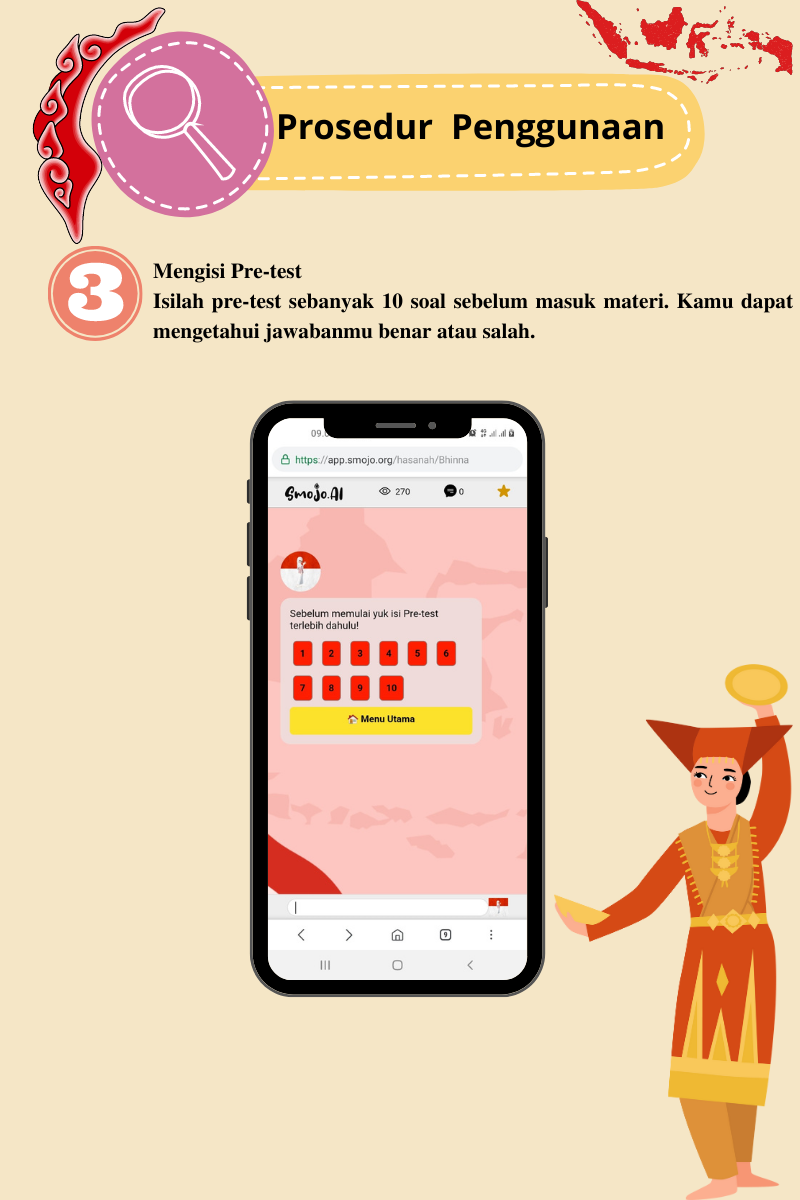 Prosedur Penggunaan
3
Mengisi Pre-test
Isilah pre-test sebanyak 10 soal sebelum masuk materi. Kamu dapat
mengetahui jawabanmu benar atau salah.
https://app.smojo.org/hasanah/Bhinna
Smojo.AI 270 0
Sebelum memulai yuk isi Pre-test
terlebih dahulu!
1 2 3 4 5 6
7 8 9 10
Menu Utama
9